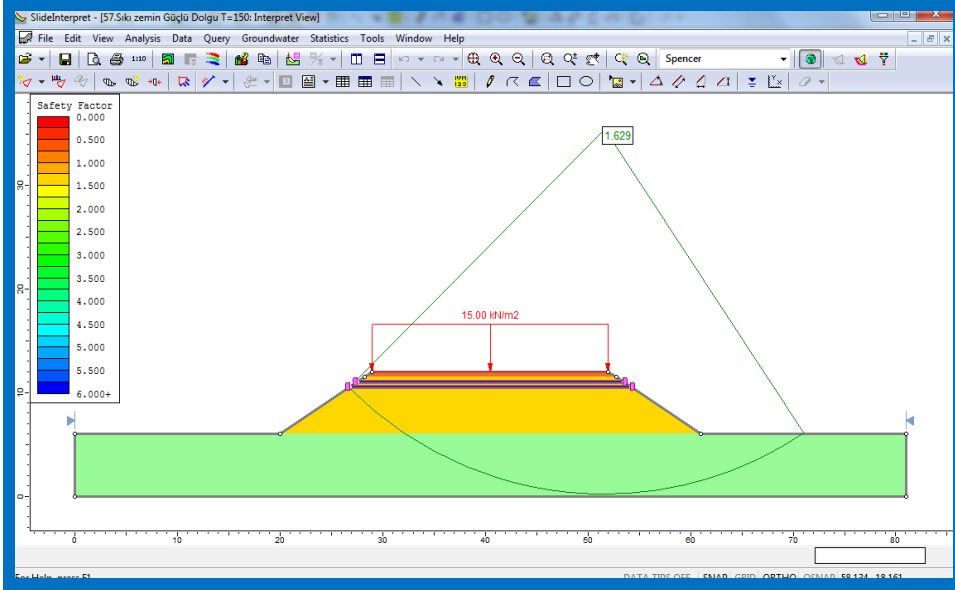 SlideInterpret - [57.Sıkı zemin Güçlü Dolgu T=150: Interpret View]
File Edit View Analysis Data Query Groundwater Statistics Tools Window Help
1:10 Spencer
Safety Factor
0.000
0.500
1.000
1.500
2.000
2.500
3.000
3.500
4.000
4.500
5.000
5.500
6.000+
1.629
15.00 kN/m2
30
20
10
0
0 10 20 30 40 50 60 70 80
For Help, press F1
DATA TIPS OFF SNAP GRID ORTHO OSNAP 58.134, 18.161